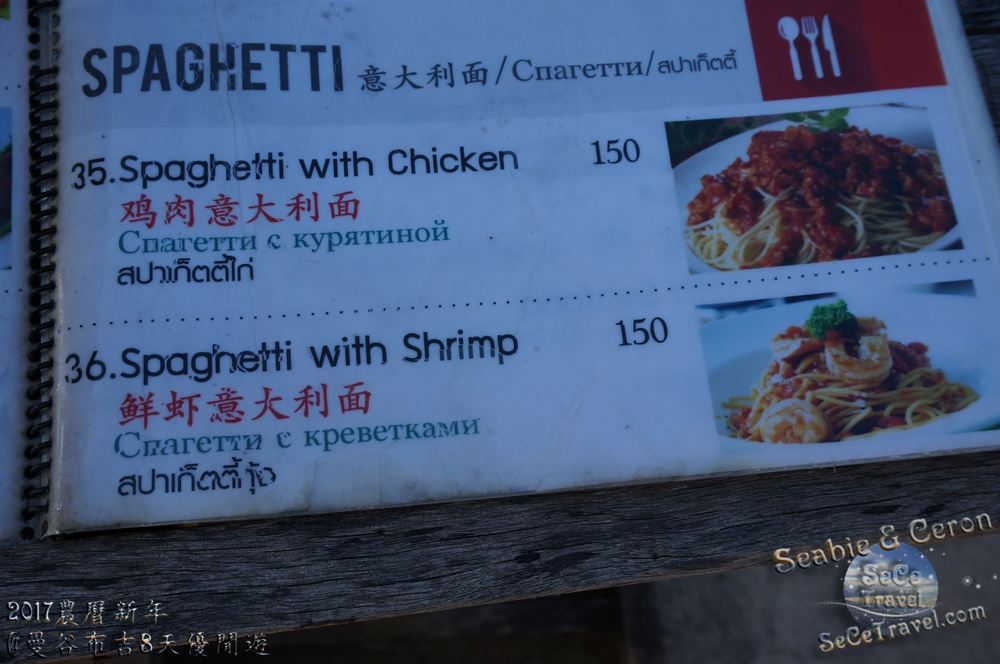 SPAGHETTI 意大利面/Спагетти/สปาเก็ตตี้
35. Spaghetti with Chicken 150
鸡肉意大利面
Спагетти с курятиной
สปาเก็ตตี้ไก่
36. Spaghetti with Shrimp 150
鲜虾意大利面
Спагетти с креветками
สปาเก็ตตี้กุ้ง
Seabie & Ceron
SeCe
Travel
SeCeTravel.com
2017農曆新年
@曼谷布吉8天優閒遊